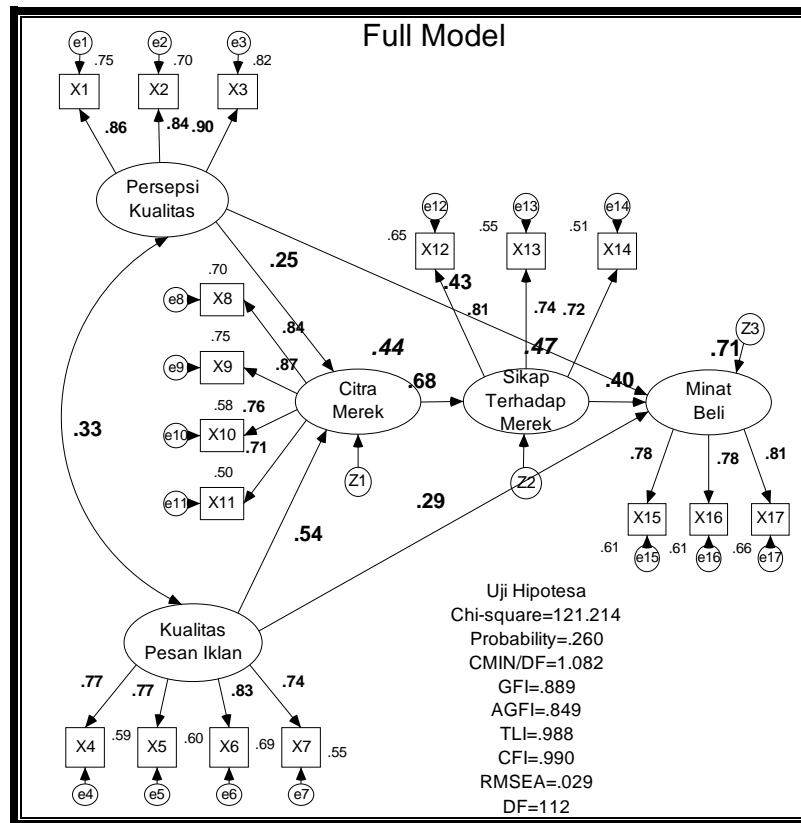 Full Model
e1
e2
e3
.75
.70
.82
X1
X2
X3
.86
.84
.90
Persepsi
Kualitas
e12
e13
e14
.65
.55
.51
X12
X13
X14
.25
.43
.81
.74
.72
.70
e8
X8
.84
.75
e9
X9
.87
.44
.47
.71
Z3
.58
.76
e10
X10
Citra
Merek
.68
Sikap
Terhadap
Merek
.40
Minat
Beli
.33
.71
.50
e11
X11
Z1
Z2
.78
.78
.81
.54
.29
X15
X16
X17
.61
e15
.61
e16
.66
e17
Kualitas
Pesan Iklan
.77
.77
.83
.74
X4
.59
X5
.60
X6
.69
X7
.55
e4
e5
e6
e7
Uji Hipotesa
Chi-square=121.214
Probability=.260
CMIN/DF=1.082
GFI=.889
AGFI=.849
TLI=.988
CFI=.990
RMSEA=.029
DF=112